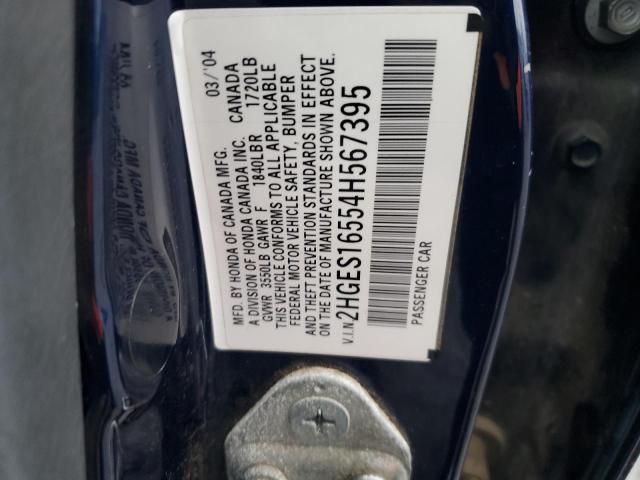 MFD. BY HONDA OF CANADA MFG. 03/'04
A DIVISION OF HONDA CANADA INC. CANADA
GVWR 3550LB GAWR F 1840LBR 1720LB
THIS VEHICLE CONFORMS TO ALL APPLICABLE
FEDERAL MOTOR VEHICLE SAFETY, BUMPER
AND THEFT PREVENTION STANDARDS IN EFFECT
ON THE DATE OF MANUFACTURE SHOWN ABOVE.
V.I.N. 2HGES16554H567395
PASSENGER CAR